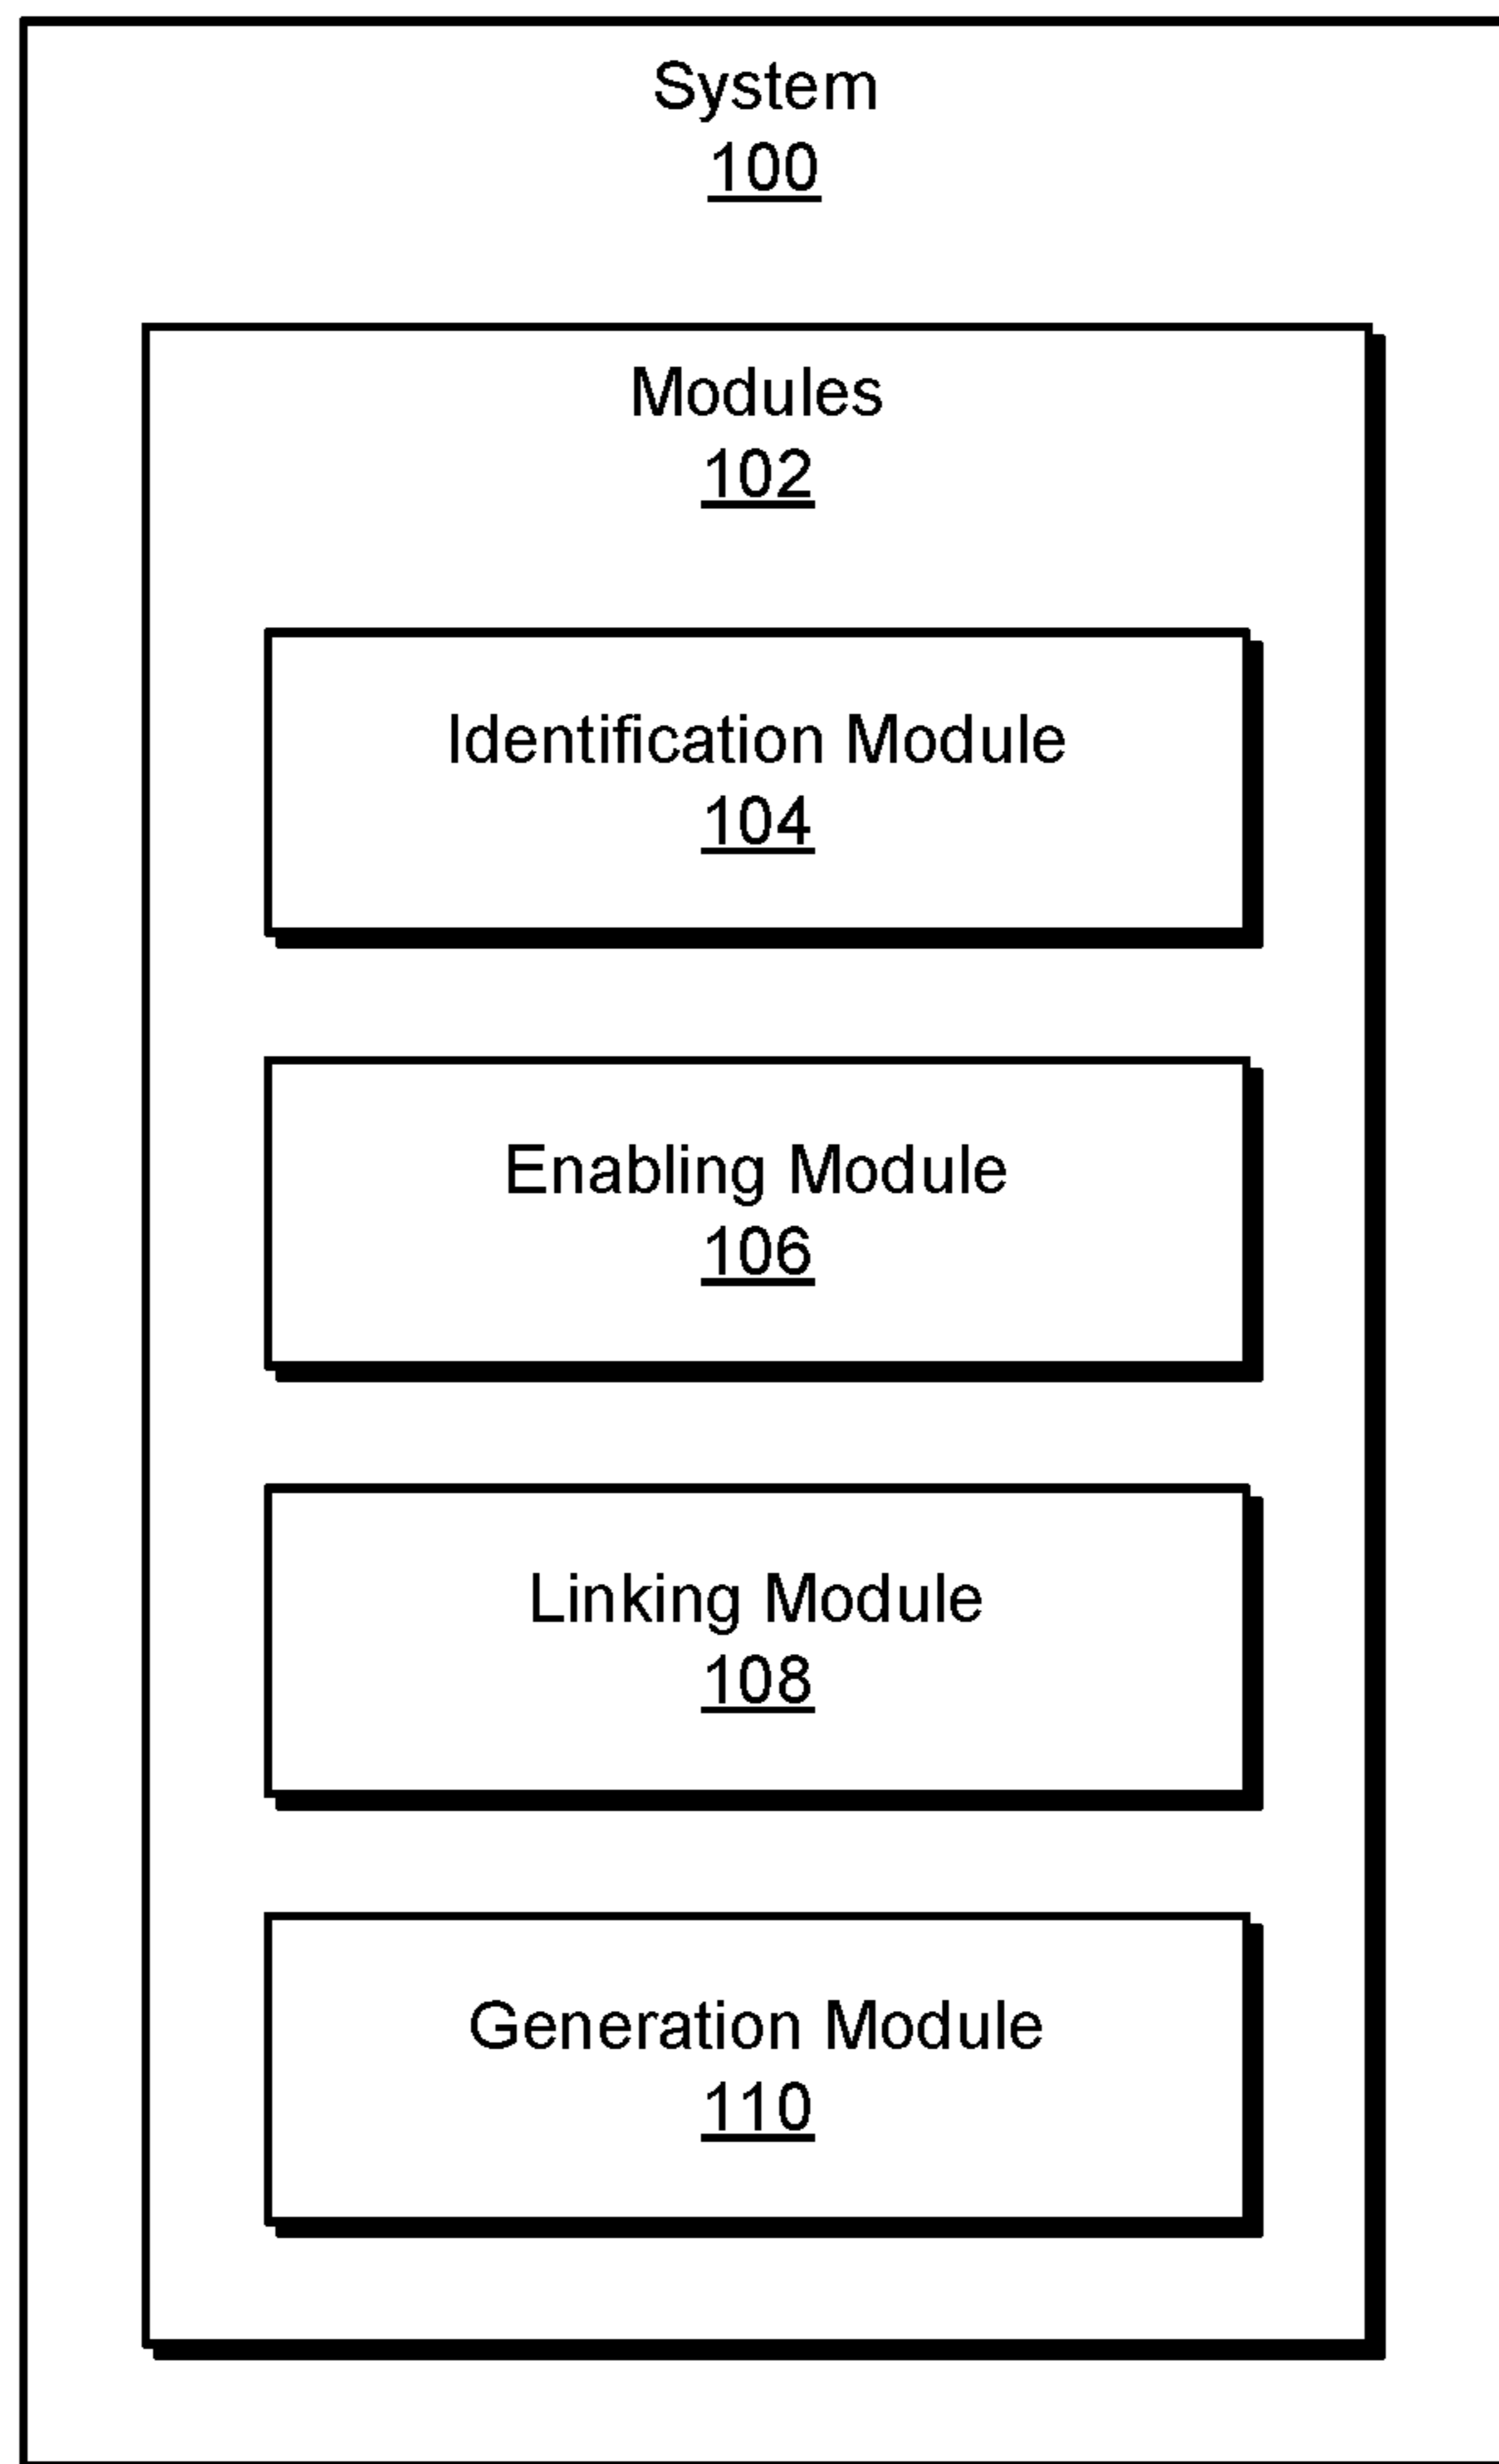 System
100
Modules
102
Identification Module
104
Enabling Module
106
Linking Module
108
Generation Module
110